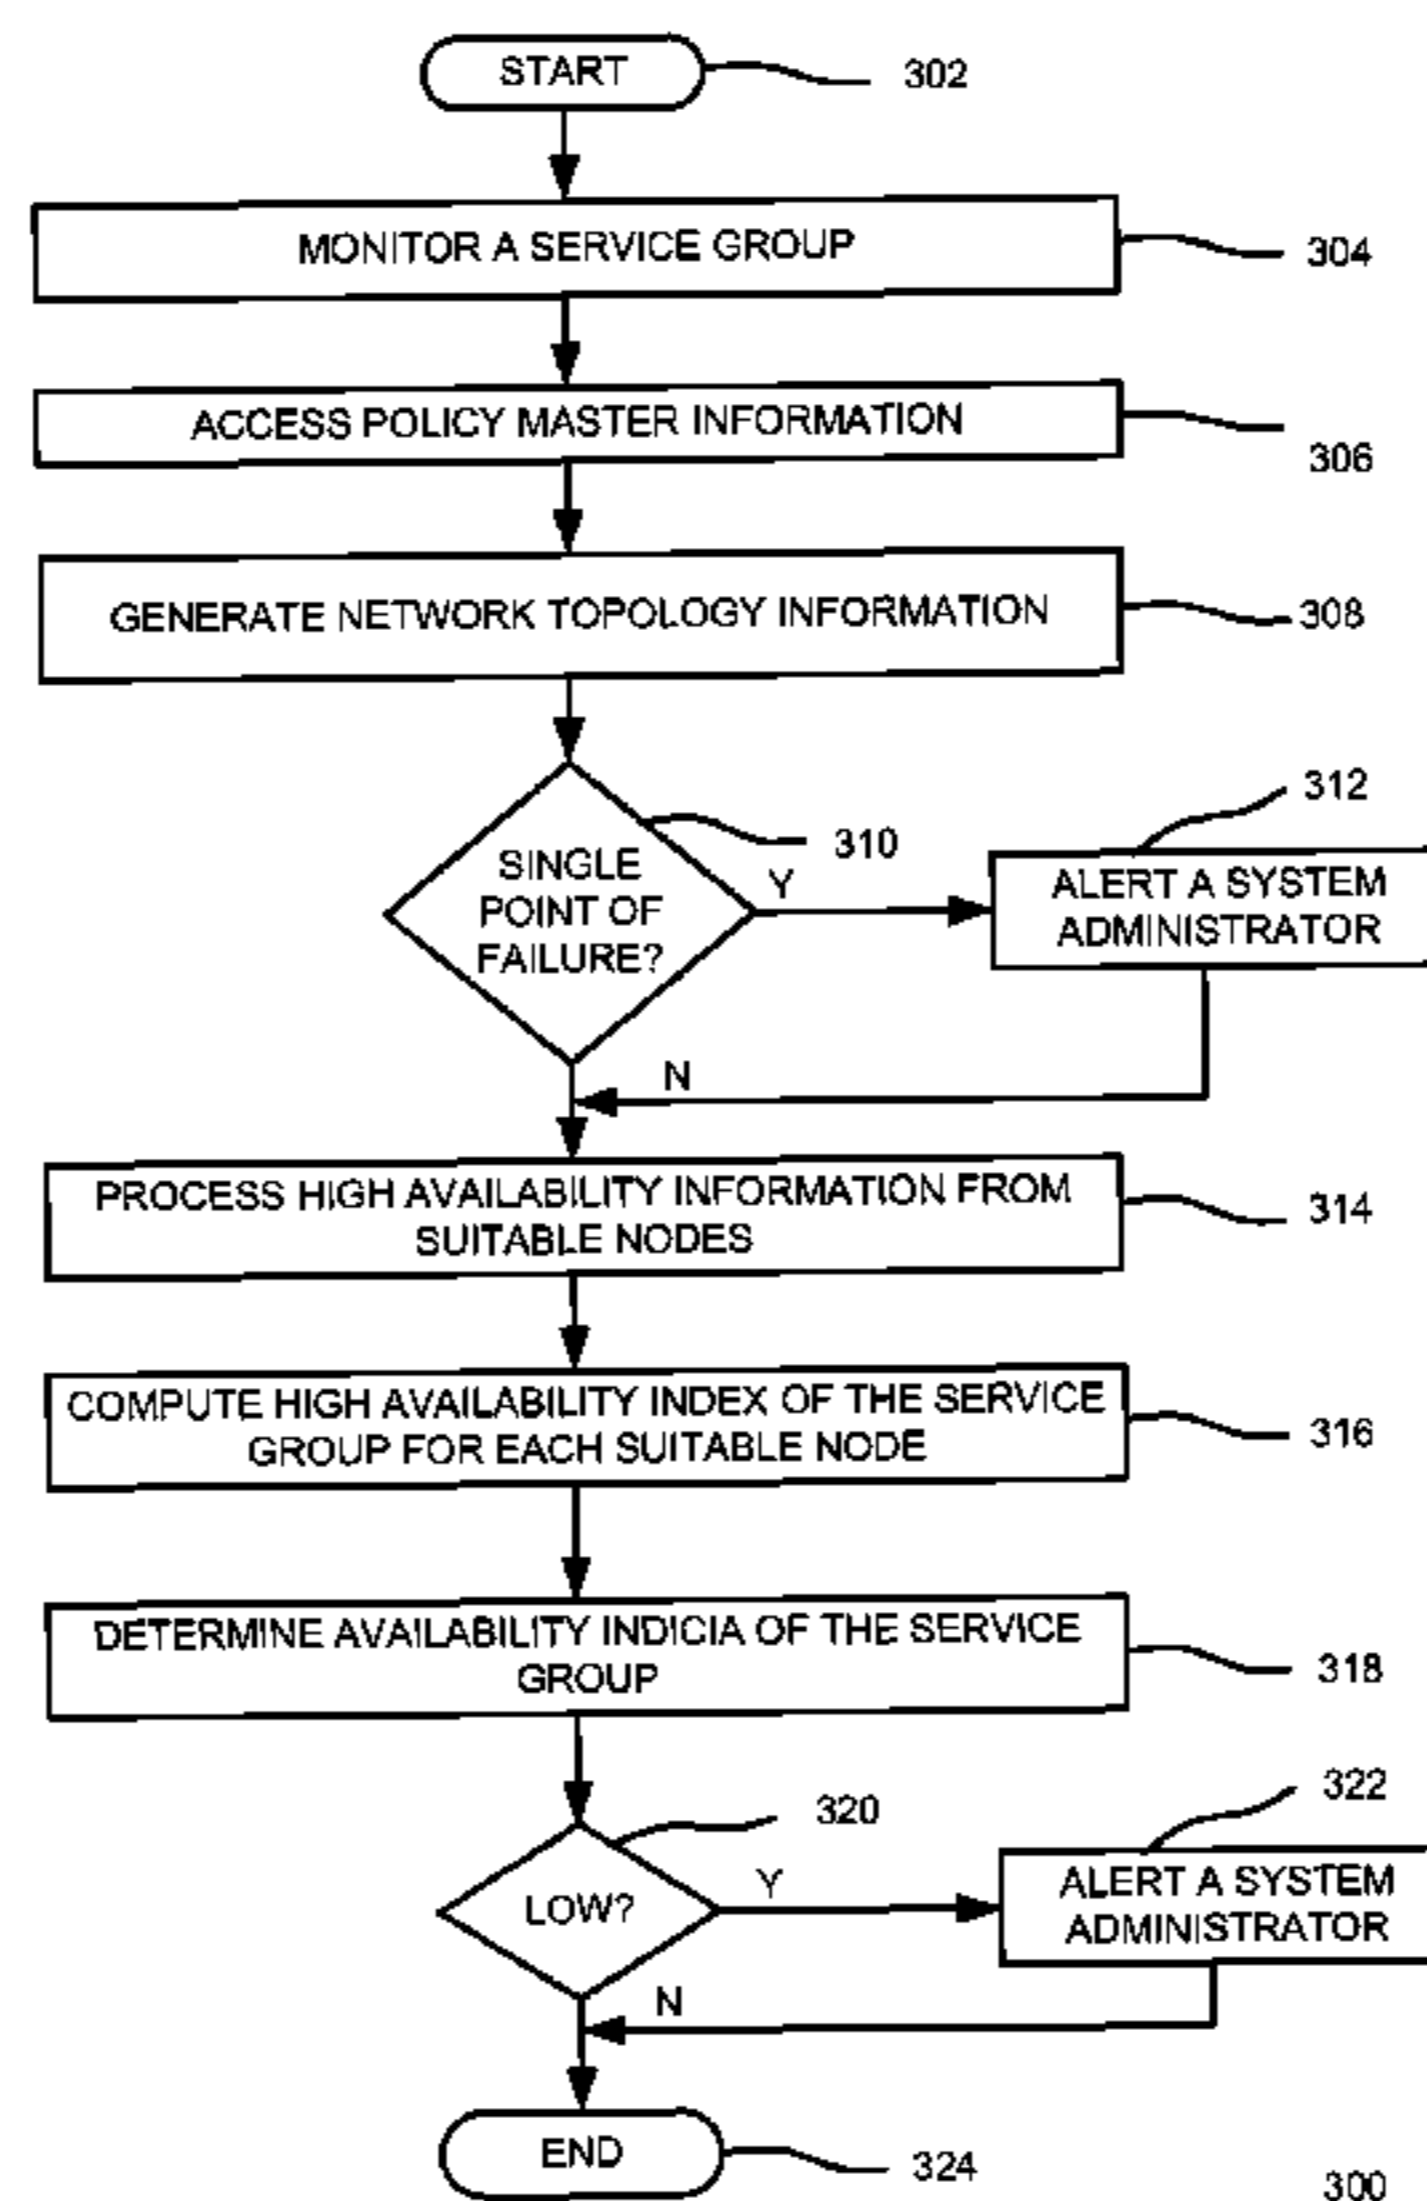 START
302
MONITOR A SERVICE GROUP
304
ACCESS POLICY MASTER INFORMATION
306
GENERATE NETWORK TOPOLOGY INFORMATION
308
SINGLE
POINT OF
FAILURE?
310
Y
312
ALERT A SYSTEM
ADMINISTRATOR
N
PROCESS HIGH AVAILABILITY INFORMATION FROM
SUITABLE NODES
314
COMPUTE HIGH AVAILABILITY INDEX OF THE SERVICE
GROUP FOR EACH SUITABLE NODE
316
DETERMINE AVAILABILITY INDICIA OF THE SERVICE
GROUP
318
LOW?
320
Y
322
ALERT A SYSTEM
ADMINISTRATOR
N
END
324
300